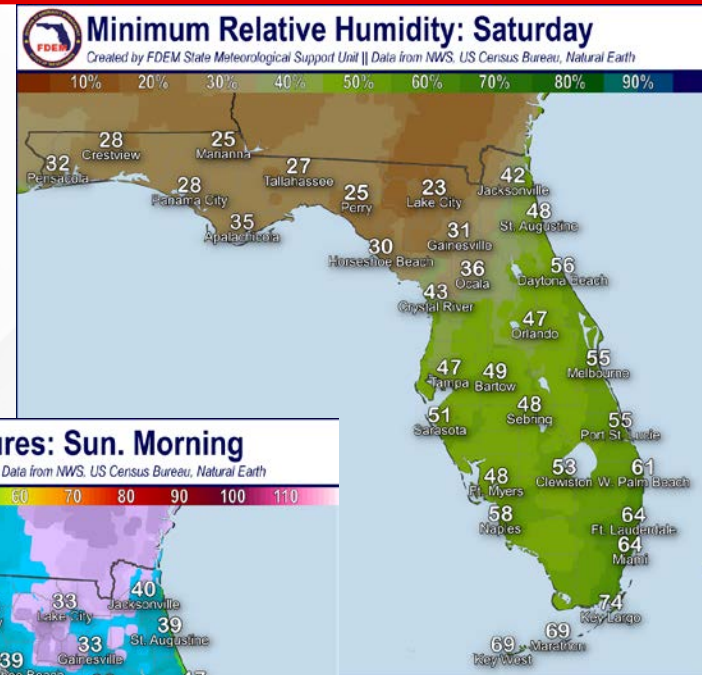 Minimum Relative Humidity: Saturday
FDEM
Created by FDEM State Meteorological Support Unit || Data from NWS, US Census Bureau, Natural Earth
10% 20% 30% 40% 50% 60% 70% 80% 90%
28
Crestview
25
Marianna
32
Pensacola
27
Tallahassee
28
Panama City
25
Perry
23
Lake City
42
Jacksonville
35
Apalachicola
48
St. Augustine
31
Gainesville
30
Horseshoe Beach
36
Ocala
56
Daytona Beach
43
Crystal River
47
Orlando
47
Tampa
49
Bartow
55
Melbourne
51
Sarasota
48
Sebring
55
Port St. Lucie
48
Ft. Myers
53
Clewiston
61
W. Palm Beach
58
Naples
64
Ft. Lauderdale
64
Miami
74
Key Largo
69
Marathon
69
Key West
Sun. Morning
Data from NWS, US Census Bureau, Natural Earth
60 70 80 90 100 110
40
Jacksonville
33
Lake City
39
St. Augustine
33
Gainesville
39